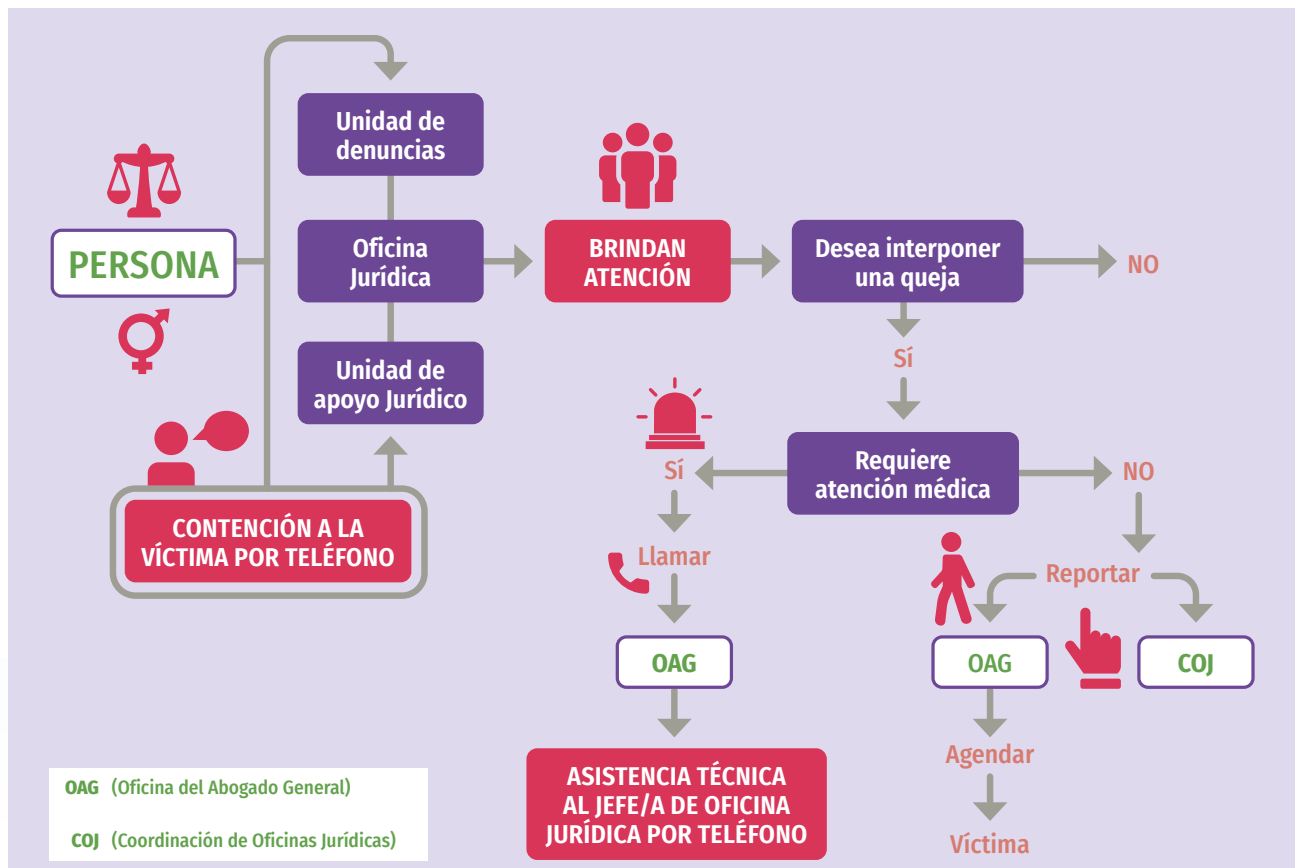 Unidad de
denuncias
PERSONA
Oficina
Jurídica
Unidad de
apoyo Jurídico
CONTENCIÓN A LA
VÍCTIMA POR TELÉFONO
BRINDAN
ATENCIÓN
Desea interponer
una queja
NO
Sí
Requiere
atención médica
Sí
NO
Llamar
Reportar
OAG
OAG
COJ
ASISTENCIA TÉCNICA
AL JEFE/A DE OFICINA
JURÍDICA POR TELÉFONO
Agendar
Víctima
OAG (Oficina del Abogado General)
COJ (Coordinación de Oficinas Jurídicas)